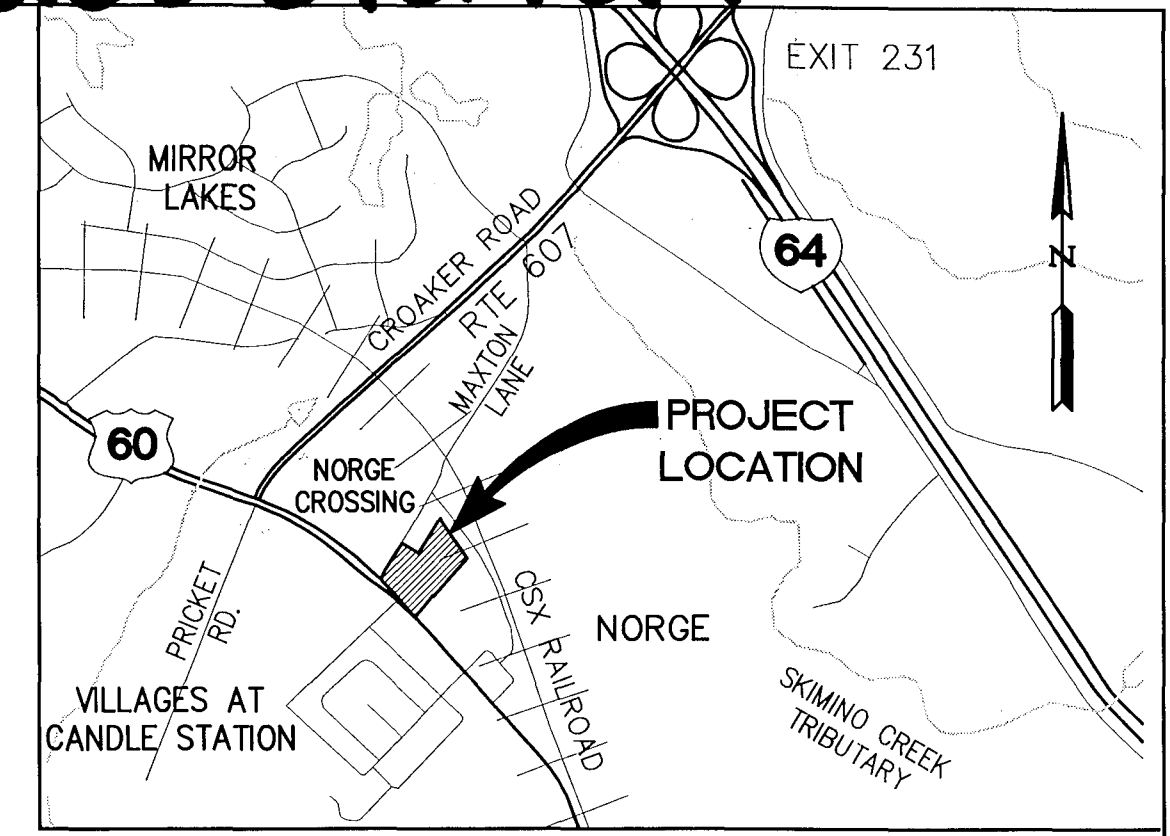 EXIT 231
MIRROR
LAKES
64
N
CROAKER ROAD
RTE 607
MAXTON
LANE
PROJECT
LOCATION
60
NORGE
CROSSING
PRICKET
RD.
CSX RAILROAD
NORGE
VILLAGES AT
CANDLE STATION
SKIMINO CREEK
TRIBUTARY